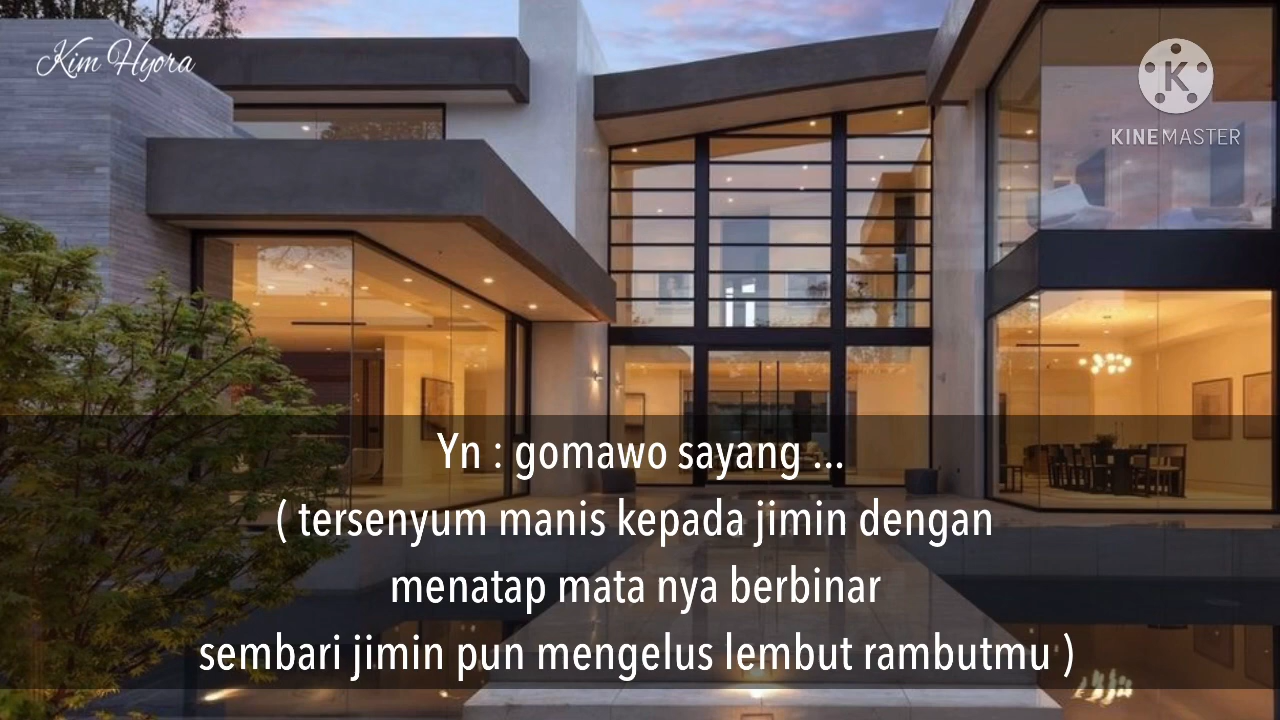 Kim Hyora
K
KINEMASTER
Yn : gomawo sayang ...
( tersenyum manis kepada jimin dengan
menatap mata nya berbinar
sembari jimin pun mengelus lembut rambutmu )